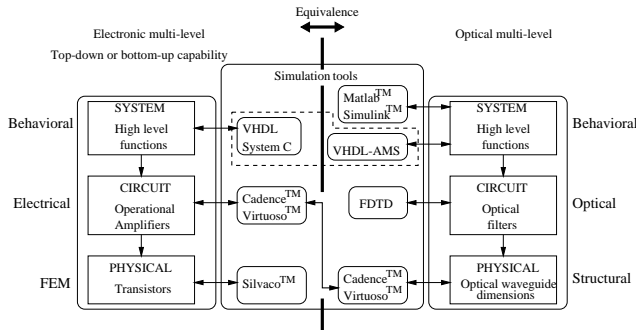 Equivalence
Electronic multi-level
Top-down or bottom-up capability
Optical multi-level
Simulation tools
Behavioral
SYSTEM
High level
functions
VHDL
System C
Matlab™
Simulink™
VHDL-AMS
SYSTEM
High level
functions
Behavioral
Electrical
CIRCUIT
Operational
Amplifiers
Cadence™
Virtuoso™
FDTD
CIRCUIT
Optical
filters
Optical
FEM
PHYSICAL
Transistors
Silvaco™
Cadence™
Virtuoso™
PHYSICAL
Optical waveguide
dimensions
Structural